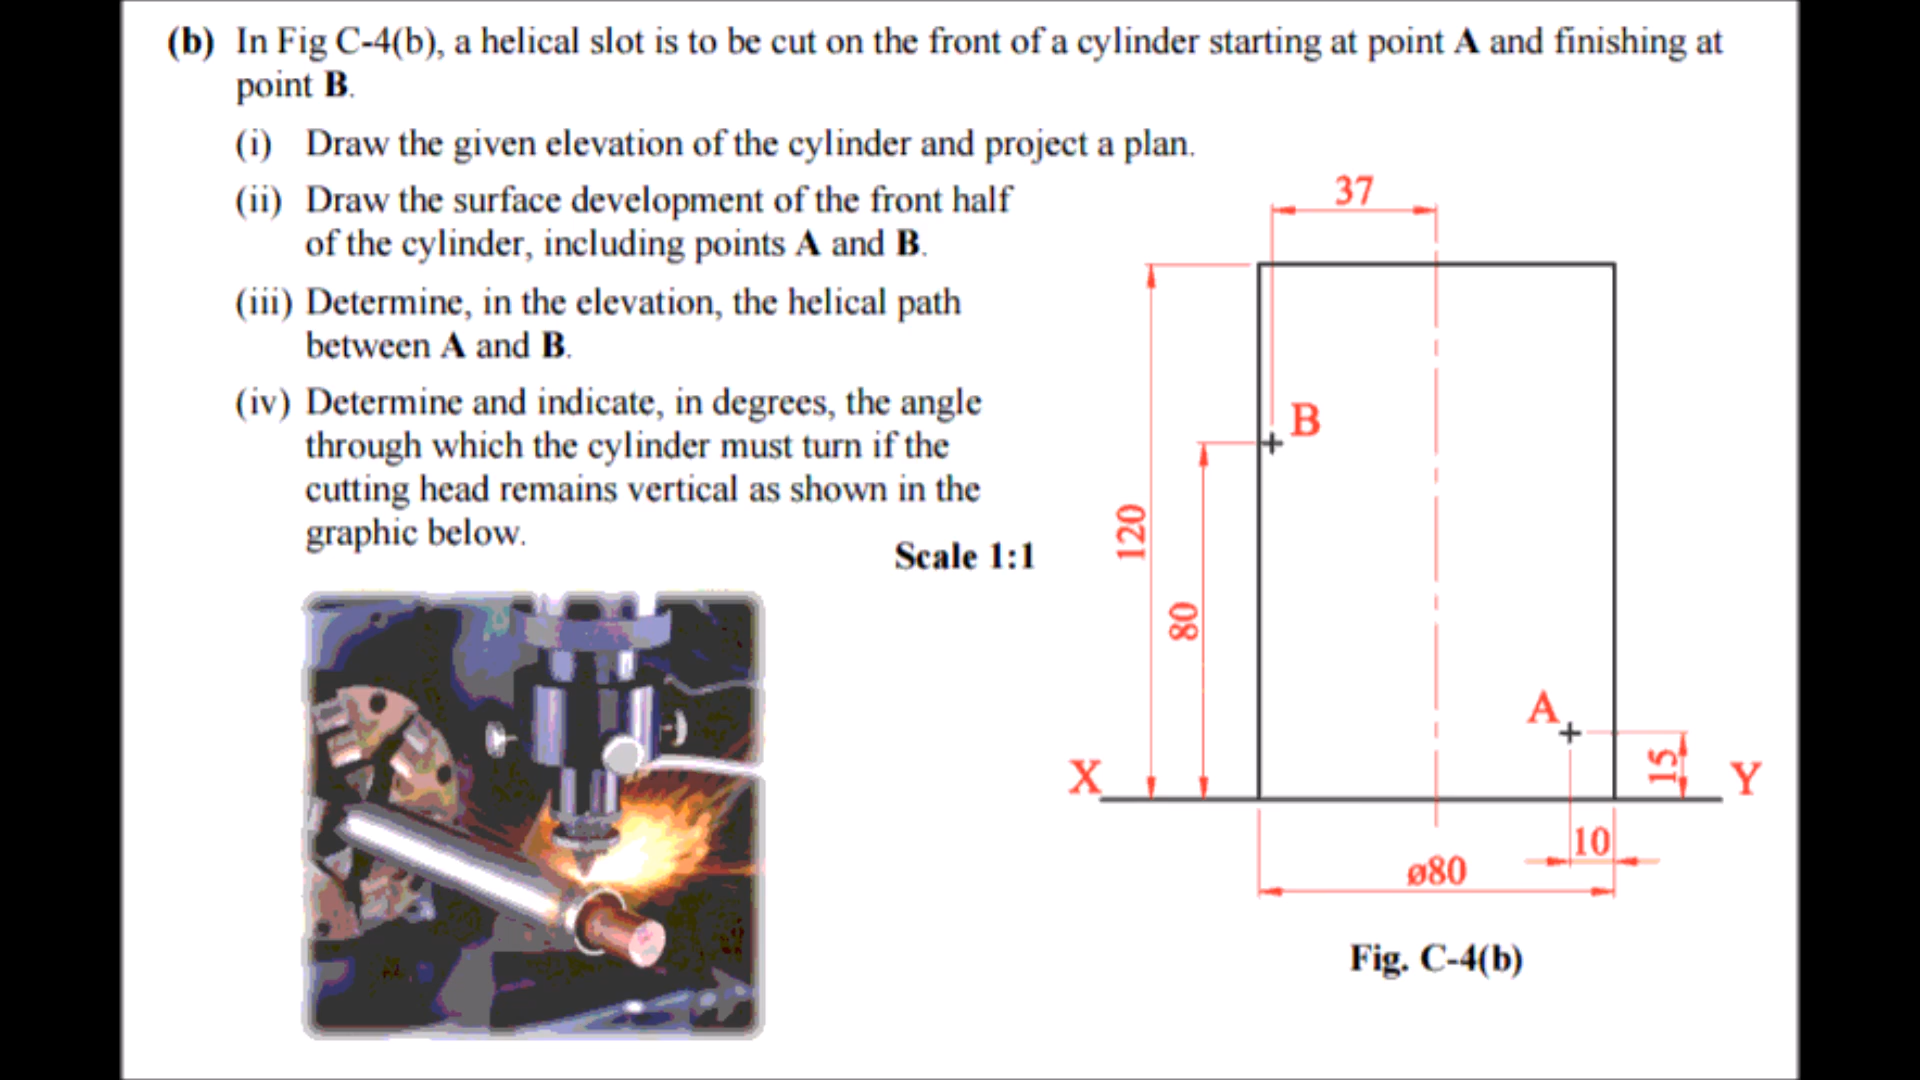 (b) In Fig C-4(b), a helical slot is to be cut on the front of a cylinder starting at point A and finishing at
point B.
(i) Draw the given elevation of the cylinder and project a plan.
(ii) Draw the surface development of the front half
of the cylinder, including points A and B.
(iii) Determine, in the elevation, the helical path
between A and B.
(iv) Determine and indicate, in degrees, the angle
through which the cylinder must turn if the
cutting head remains vertical as shown in the
graphic below.
Scale 1:1
37
B
120
80
A
15
X
Y
10
ø80
Fig. C-4(b)